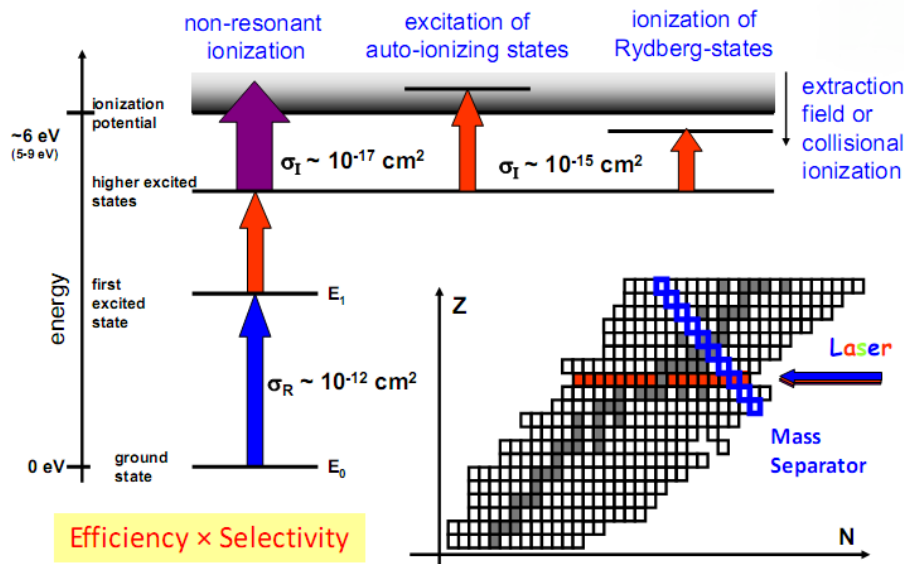 non-resonant
ionization
excitation of
auto-ionizing states
ionization of
Rydberg-states
ionization
potential
~6 eV
(5-9 eV)
extraction
field or
collisional
ionization
σI ~ 10⁻¹⁷ cm²
σI ~ 10⁻¹⁵ cm²
higher excited
states
energy
first
excited
state
E₁
Z
Laser
σR ~ 10⁻¹² cm²
Mass
Separator
0 eV
ground
state
E₀
Efficiency × Selectivity
N